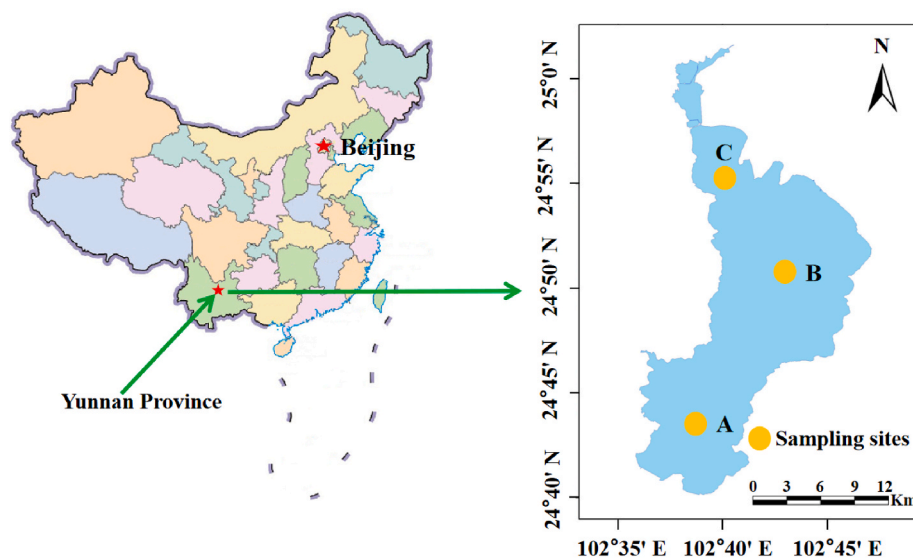 Beijing
Yunnan Province
N
25°0' N
24°55' N
24°50' N
24°45' N
24°40' N
C
B
A
Sampling sites
0 3 6 9 12
Km
102°35' E 102°40' E 102°45' E